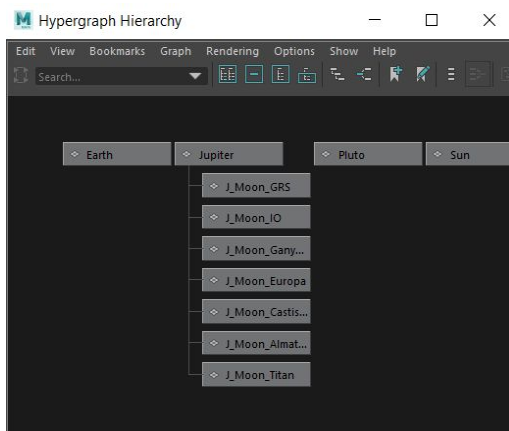 Hypergraph Hierarchy
Edit View Bookmarks Graph Rendering Options Show Help
Search...
Earth Jupiter Pluto Sun
J_Moon_GRS
J_Moon_IO
J_Moon_Gany...
J_Moon_Europa
J_Moon_Castis...
J_Moon_Almat...
J_Moon_Titan